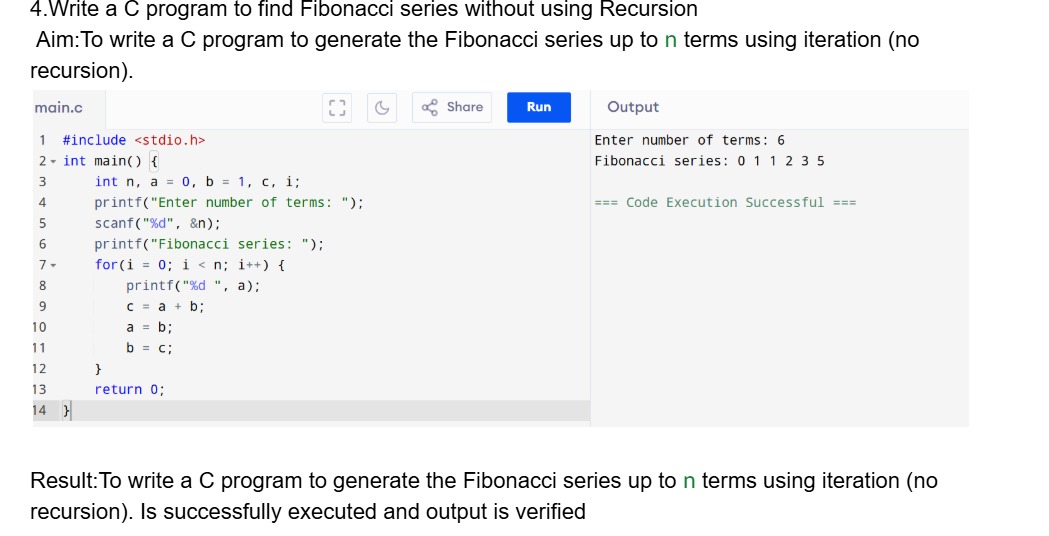 4.Write a C program to find Fibonacci series without using Recursion
Aim:To write a C program to generate the Fibonacci series up to n terms using iteration (no
recursion).
main.c Share Run Output
1 #include <stdio.h>
2 int main() {
3 int n, a = 0, b = 1, c, i;
4 printf("Enter number of terms: ");
5 scanf("%d", &n);
6 printf("Fibonacci series: ");
7 for(i = 0; i < n; i++) {
8 printf("%d ", a);
9 c = a + b;
10 a = b;
11 b = c;
12 }
13 return 0;
14 }
Enter number of terms: 6
Fibonacci series: 0 1 1 2 3 5
=== Code Execution Successful ===
Result:To write a C program to generate the Fibonacci series up to n terms using iteration (no
recursion). Is successfully executed and output is verified